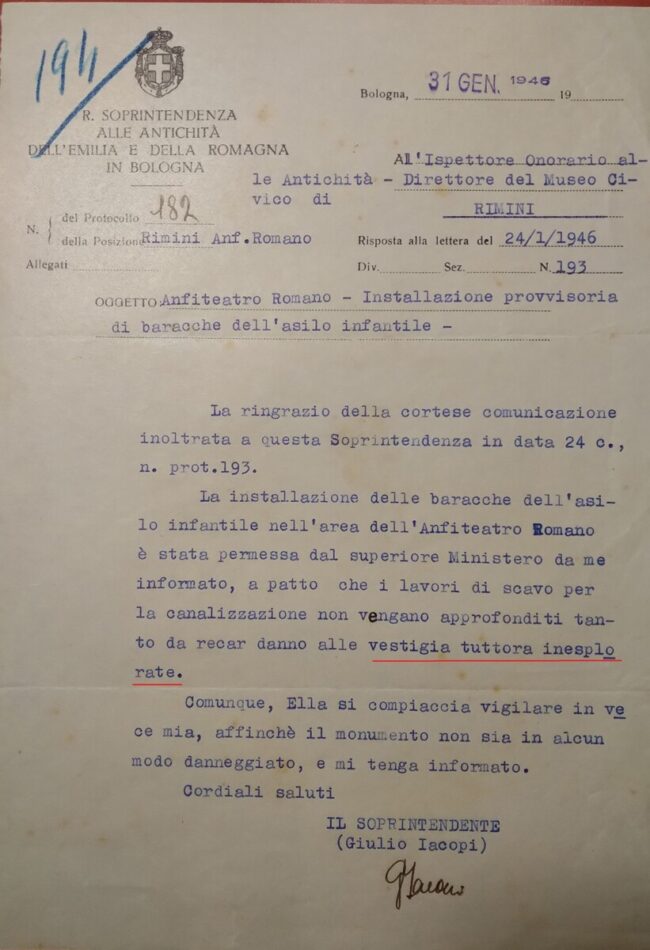 194
R. SOPRINTENDENZA
ALLE ANTICHITÀ
DELL'EMILIA E DELLA ROMAGNA
IN BOLOGNA
Bologna, 31 GEN. 1946 19
Al'Ispettore Onorario al-
le Antichità - Direttore del Museo Ci-
vico di
RIMINI
N. del Protocollo 182
della Posizione Rimini Anf.Romano
Allegati
Risposta alla lettera del 24/1/1946
Div. Sez. N. 193
OGGETTO: Anfiteatro Romano - Installazione provvisoria
di baracche dell'asilo infantile -
La ringrazio della cortese comunicazione
inoltrata a questa Soprintendenza in data 24 c.,
n. prot.193.
La installazione delle baracche dell'asi-
lo infantile nell'area dell'Anfiteatro Romano
è stata permessa dal superiore Ministero da me
informato, a patto che i lavori di scavo per
la canalizzazione non vengano approfonditi tan-
to da recar danno alle vestigia tuttora inesplo
rate.
Comunque, Ella si compiaccia vigilare in ve
ce mia, affinchè il monumento non sia in alcun
modo danneggiato, e mi tenga informato.
Cordiali saluti
IL SOPRINTENDENTE
(Giulio Iacopi)
GIacopi